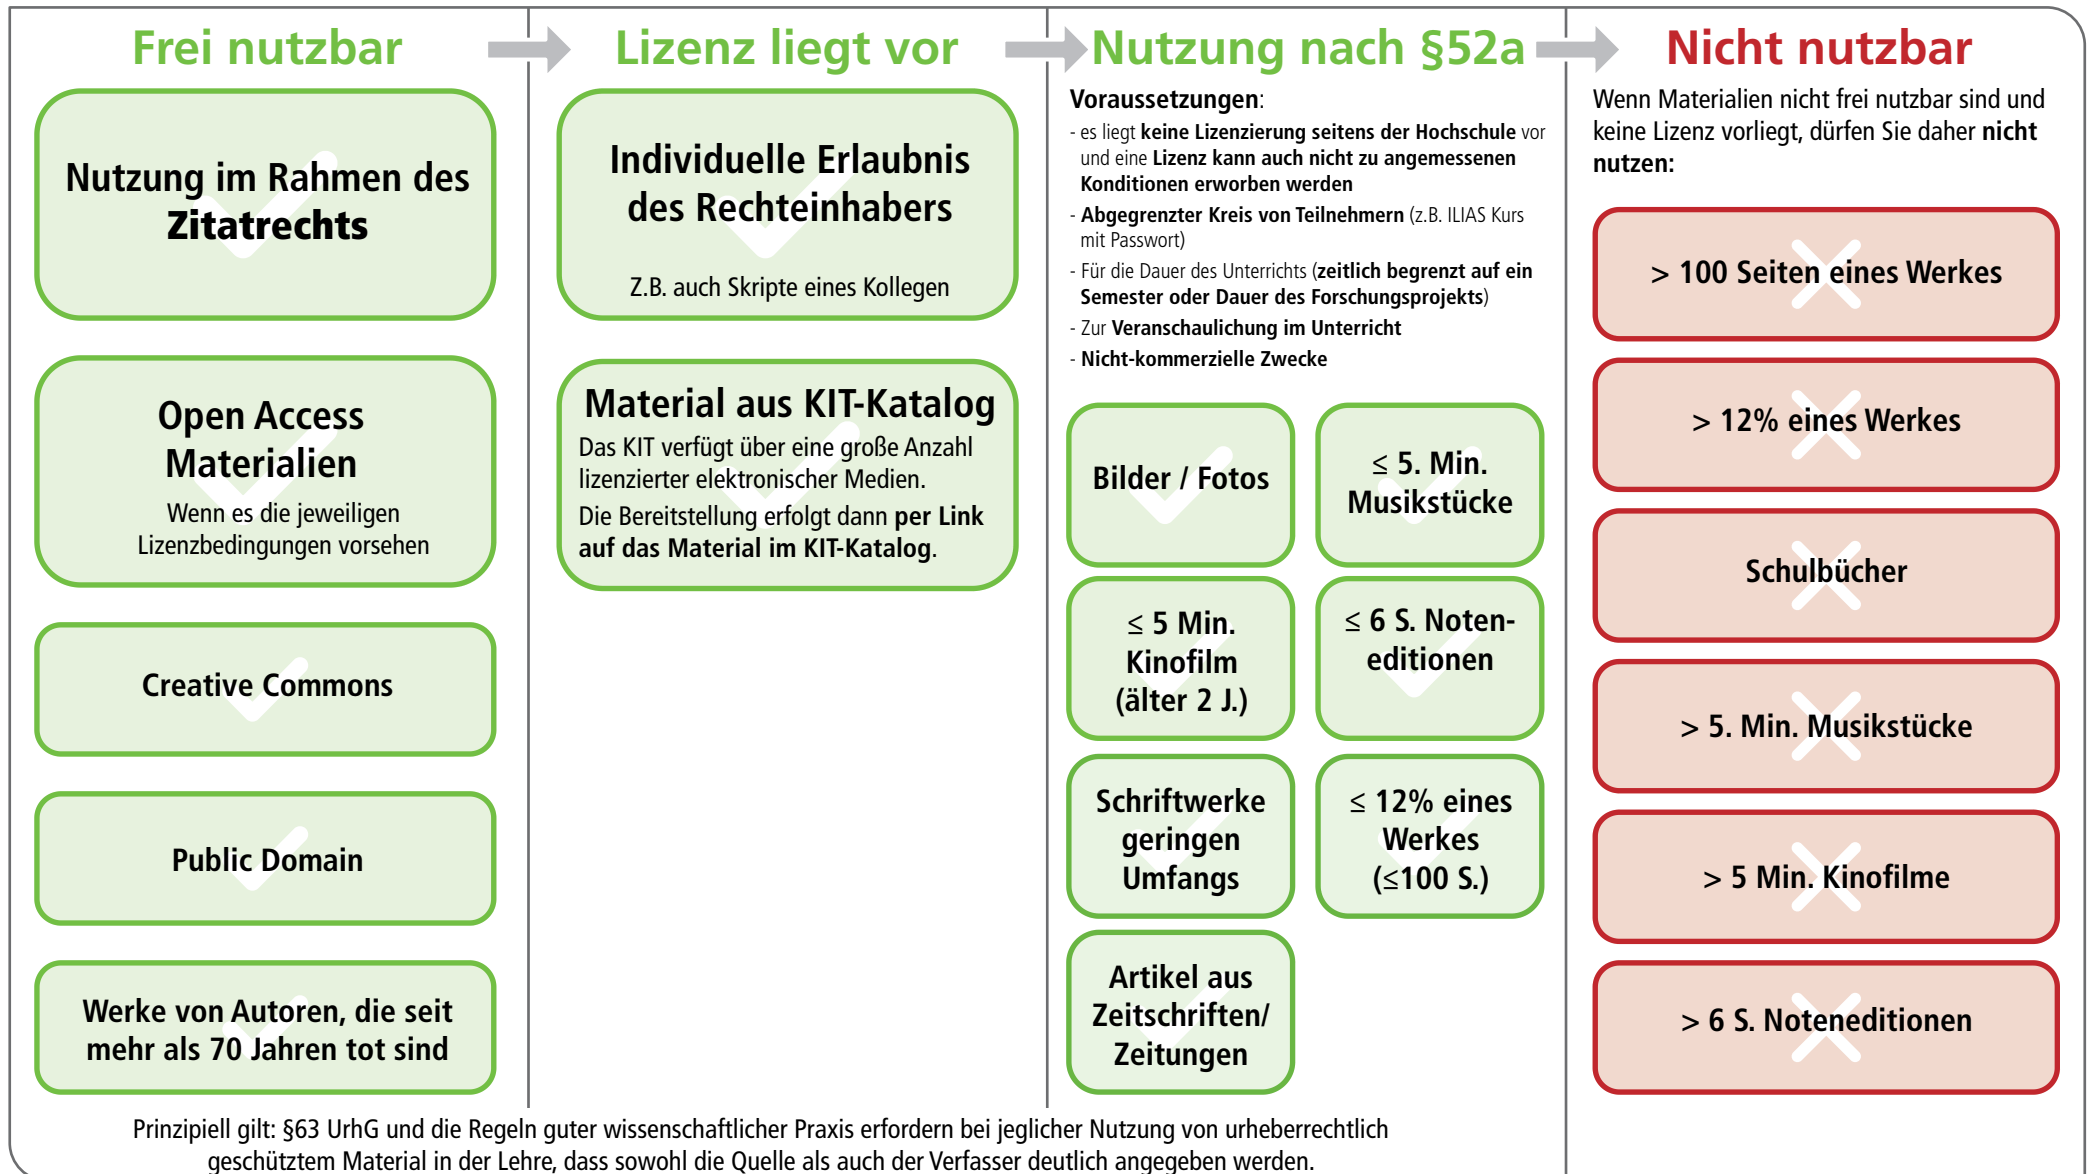 Frei nutzbar
Nutzung im Rahmen des
Zitatrechts
Open Access
Materialien
Wenn es die jeweiligen
Lizenzbedingungen vorsehen
Creative Commons
Public Domain
Werke von Autoren, die seit
mehr als 70 Jahren tot sind
Lizenz liegt vor
Individuelle Erlaubnis
des Rechteinhabers
Z.B. auch Skripte eines Kollegen
Material aus KIT-Katalog
Das KIT verfügt über eine große Anzahl
lizenzierter elektronischer Medien.
Die Bereitstellung erfolgt dann per Link
auf das Material im KIT-Katalog.
Nutzung nach §52a
Voraussetzungen:
- es liegt keine Lizenzierung seitens der Hochschule vor
und eine Lizenz kann auch nicht zu angemessenen
Konditionen erworben werden
- Abgegrenzter Kreis von Teilnehmern (z.B. ILIAS Kurs
mit Passwort)
- Für die Dauer des Unterrichts (zeitlich begrenzt auf ein
Semester oder Dauer des Forschungsprojekts)
- Zur Veranschaulichung im Unterricht
- Nicht-kommerzielle Zwecke
Bilder / Fotos
≤ 5. Min.
Musikstücke
≤ 5 Min.
Kinofilm
(älter 2 J.)
≤ 6 S. Noten-
editionen
Schriftwerke
geringen
Umfangs
≤ 12% eines
Werkes
(≤100 S.)
Artikel aus
Zeitschriften/
Zeitungen
Nicht nutzbar
Wenn Materialien nicht frei nutzbar sind und
keine Lizenz vorliegt, dürfen Sie daher nicht
nutzen:
> 100 Seiten eines Werkes
> 12% eines Werkes
Schulbücher
> 5. Min. Musikstücke
> 5 Min. Kinofilme
> 6 S. Noteneditionen
Prinzipiell gilt: §63 UrhG und die Regeln guter wissenschaftlicher Praxis erfordern bei jeglicher Nutzung von urheberrechtlich
geschütztem Material in der Lehre, dass sowohl die Quelle als auch der Verfasser deutlich angegeben werden.